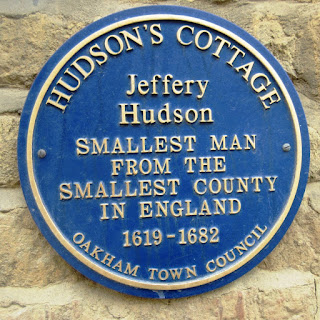 HUDSON'S COTTAGE
Jeffery
Hudson
SMALLEST MAN
FROM THE
SMALLEST COUNTY
IN ENGLAND
1619-1682
OAKHAM TOWN COUNCIL